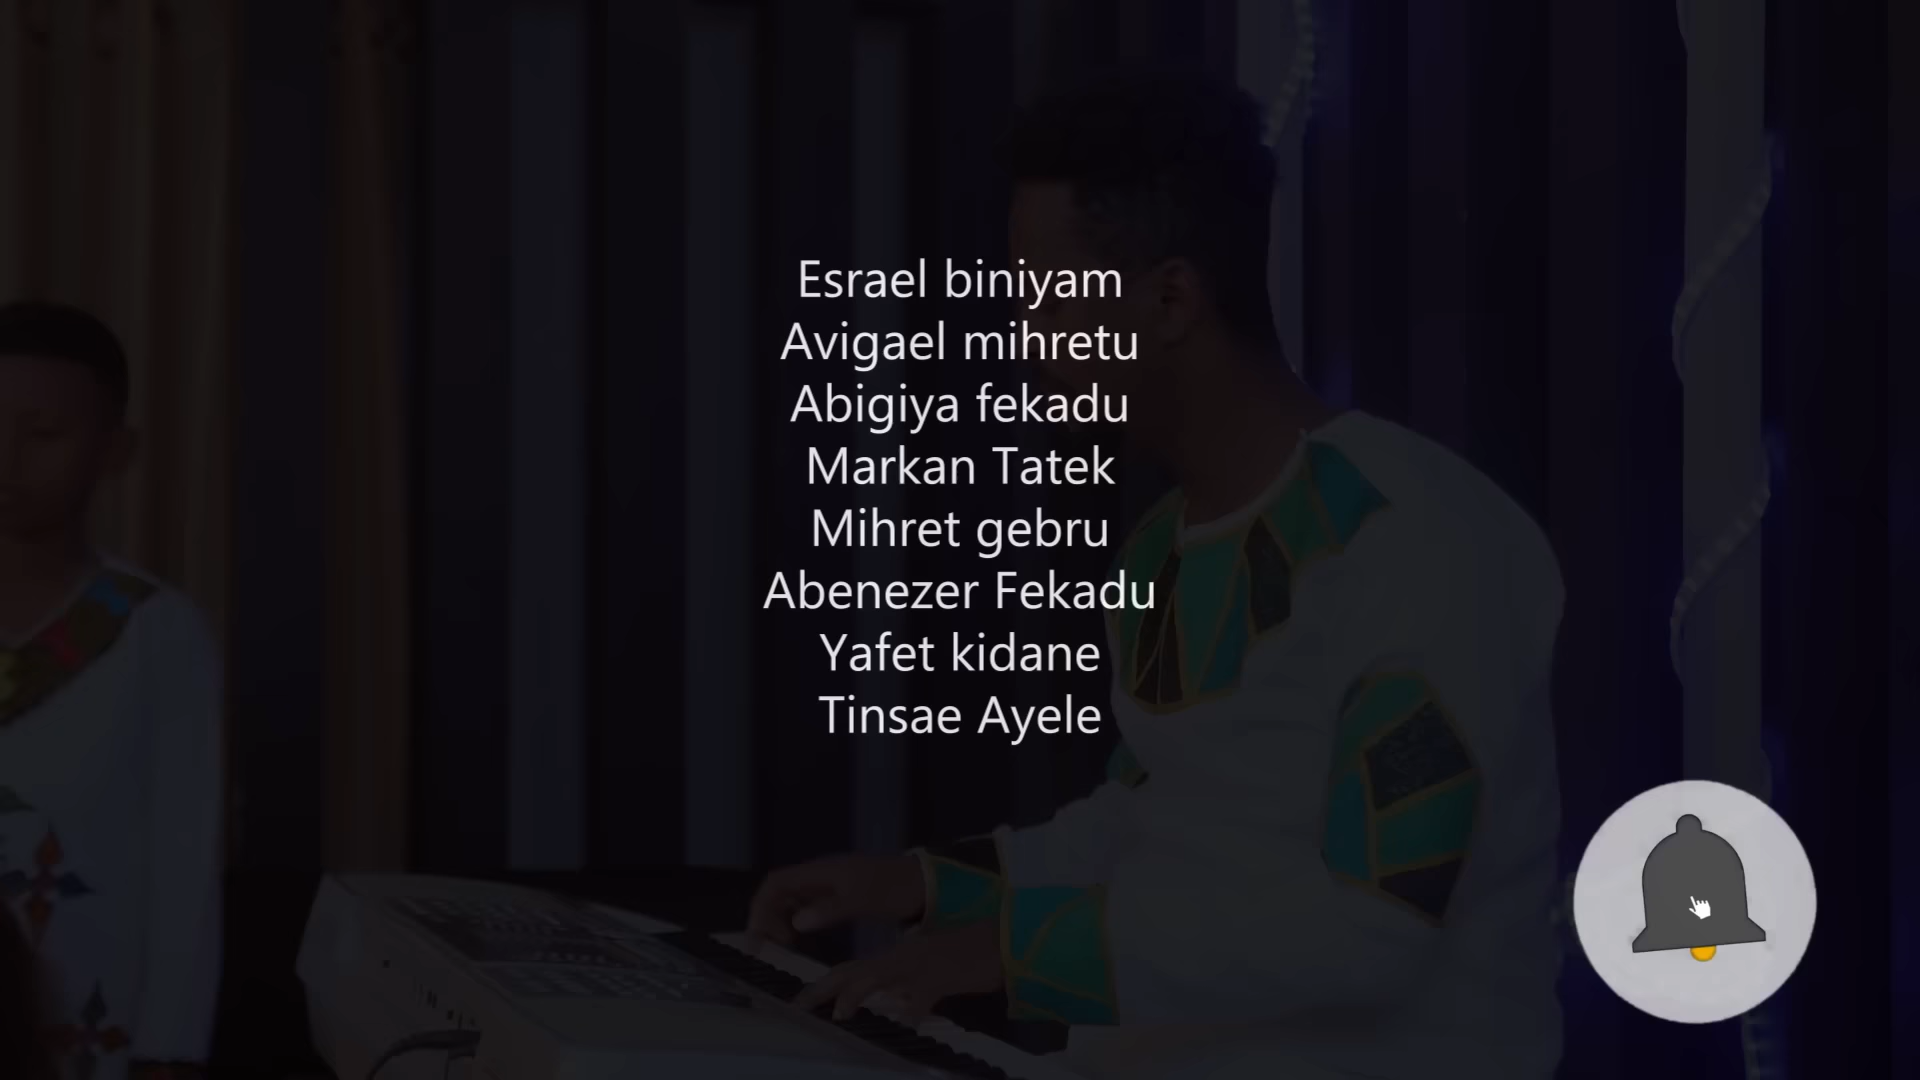 Esrael biniyam
Avigael mihretu
Abigiya fekadu
Markan Tatek
Mihret gebru
Abenezer Fekadu
Yafet kidane
Tinsae Ayele